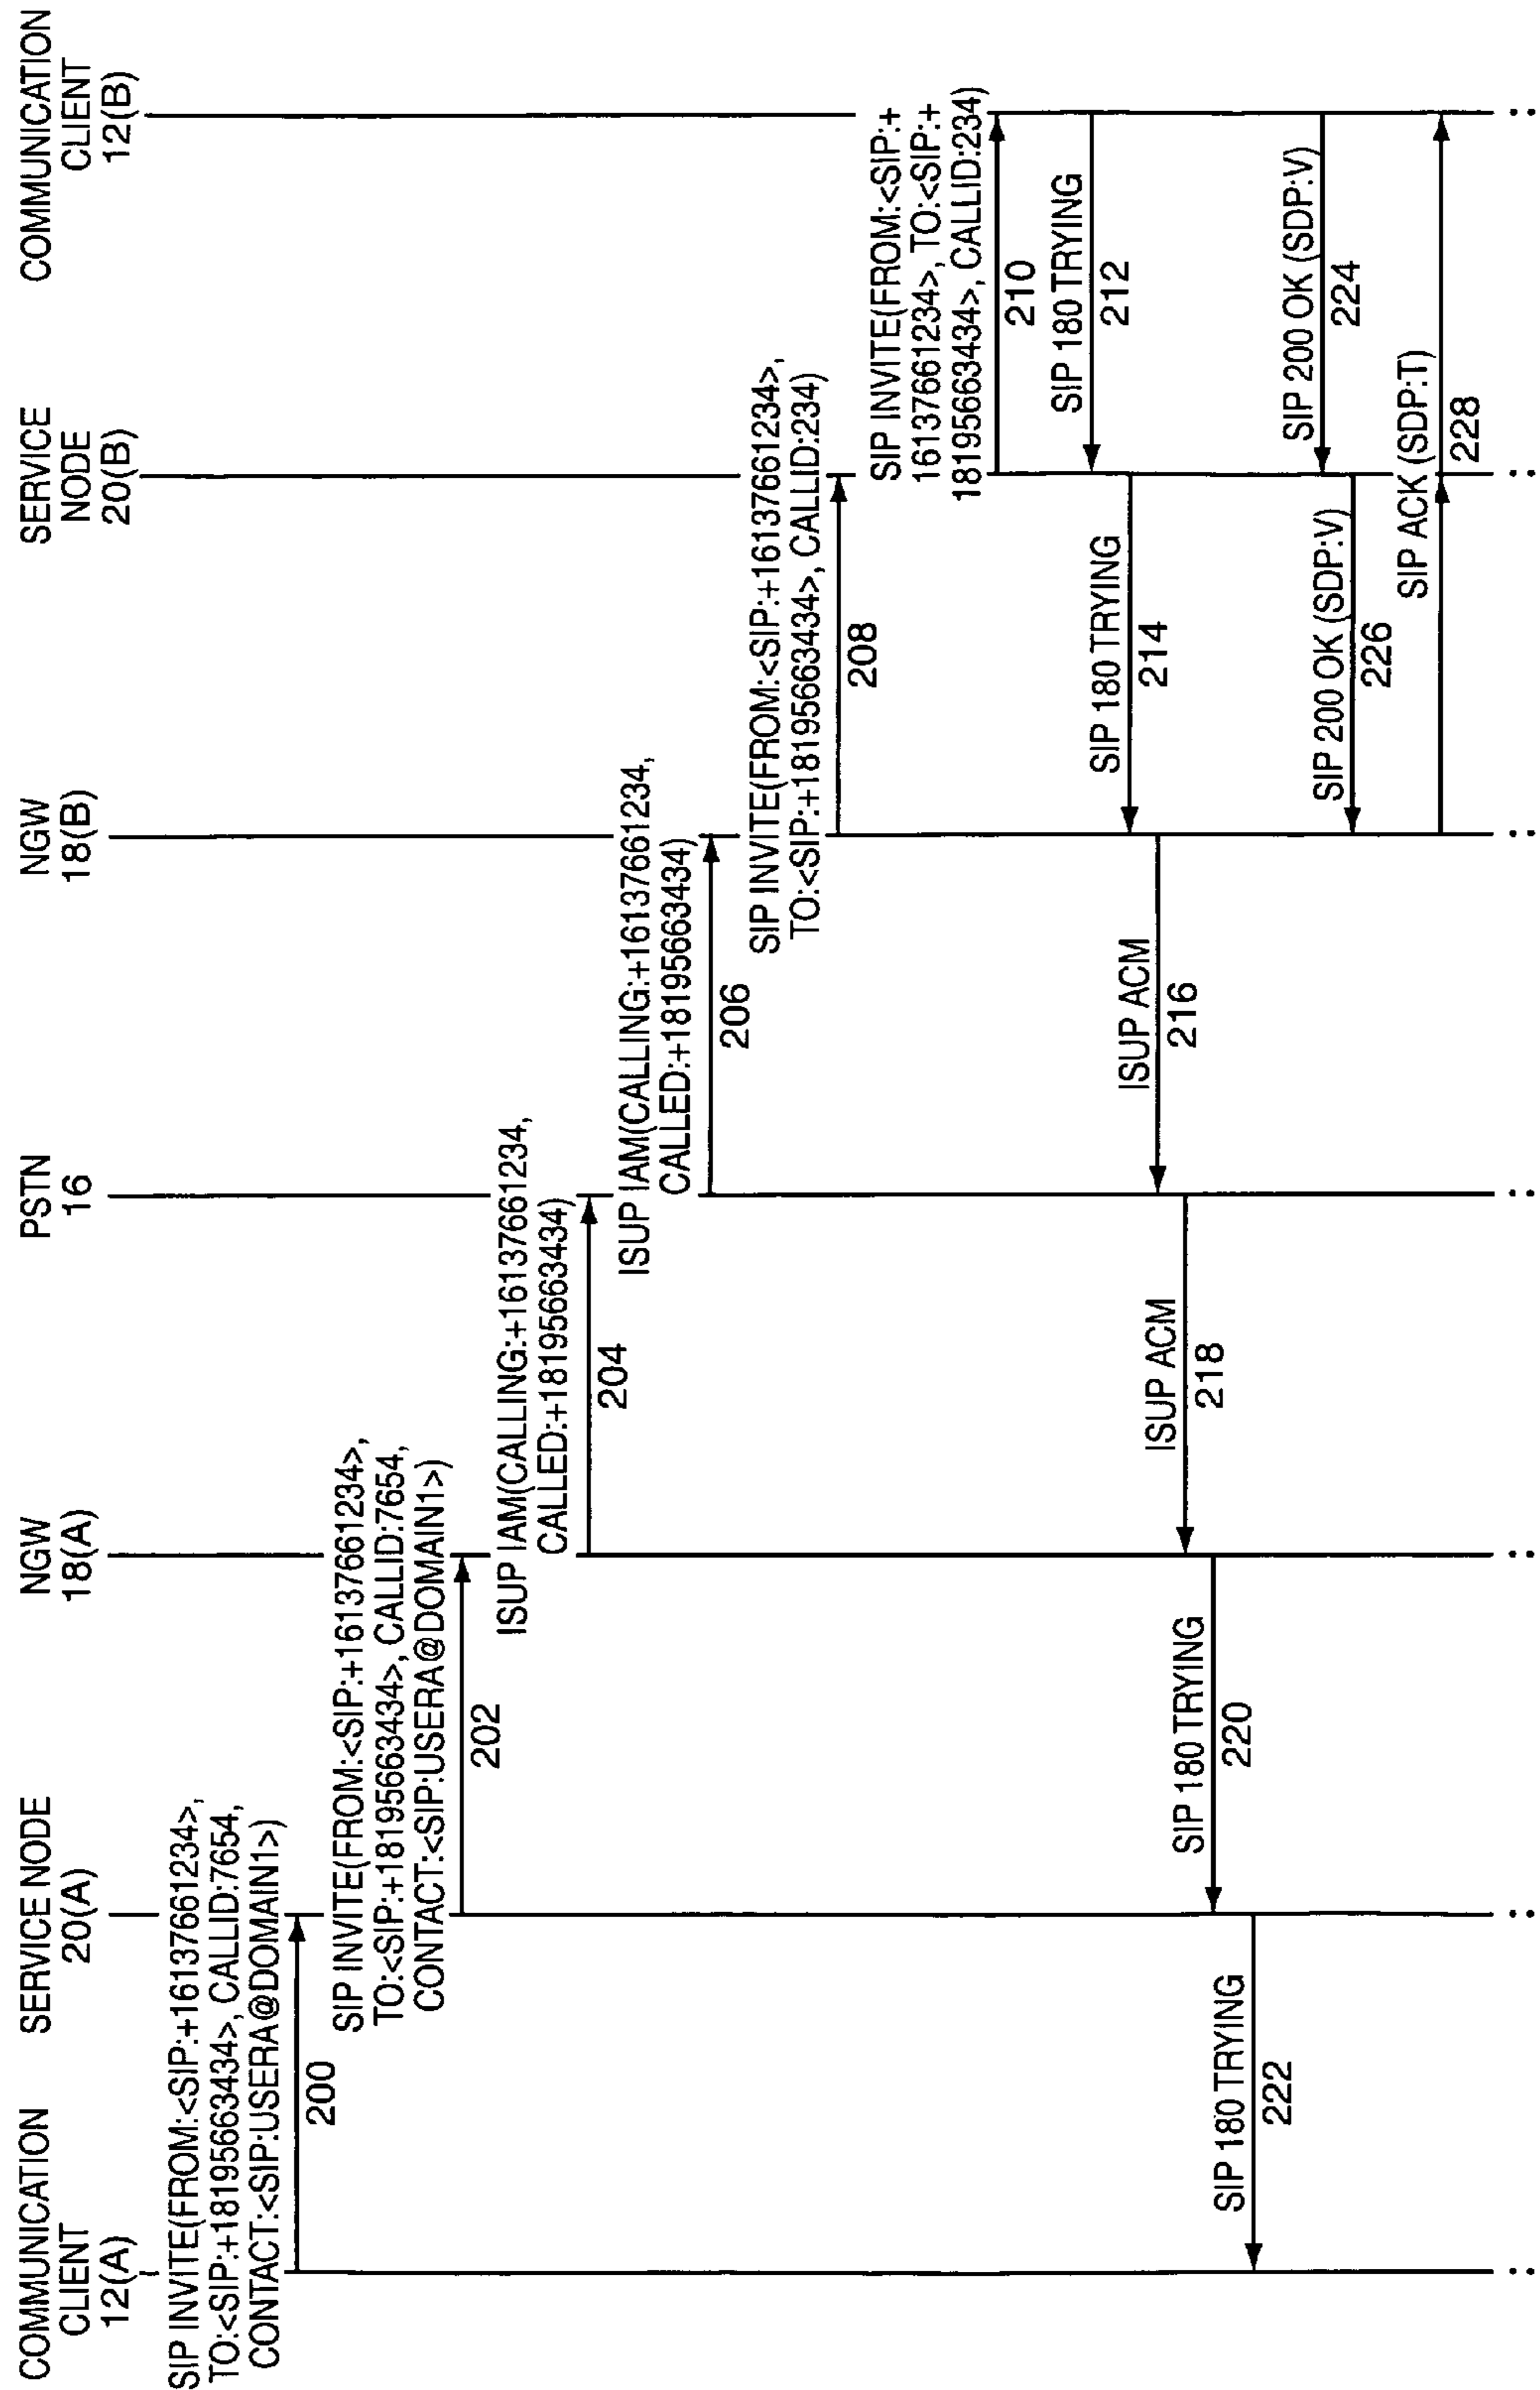 COMMUNICATION
CLIENT
12(A)
SERVICE NODE
20(A)
NGW
18(A)
PSTN
16
NGW
18(B)
SERVICE
NODE
20(B)
COMMUNICATION
CLIENT
12(B)
SIP INVITE(FROM:<SIP:+16137661234>,
TO:<SIP:+18195663434>, CALLID:7654,
CONTACT:<SIP:USERA@DOMAIN1>)
200
SIP INVITE(FROM:<SIP:+16137661234>,
TO:<SIP:+18195663434>, CALLID:7654,
CONTACT:<SIP:USERA@DOMAIN1>)
202
ISUP IAM(CALLING:+16137661234,
CALLED:+18195663434)
204
ISUP IAM(CALLING:+16137661234,
CALLED:+18195663434)
206
SIP INVITE(FROM:<SIP:+16137661234>,
TO:<SIP:+18195663434>, CALLID:234)
208
SIP INVITE(FROM:<SIP:+
16137661234>, TO:<SIP:+
18195663434>, CALLID:234)
210
SIP 180 TRYING
212
SIP 180 TRYING
214
ISUP ACM
216
ISUP ACM
218
SIP 180 TRYING
220
SIP 180 TRYING
222
SIP 200 OK (SDP:V)
224
SIP 200 OK (SDP:V)
226
SIP ACK (SDP:T)
228